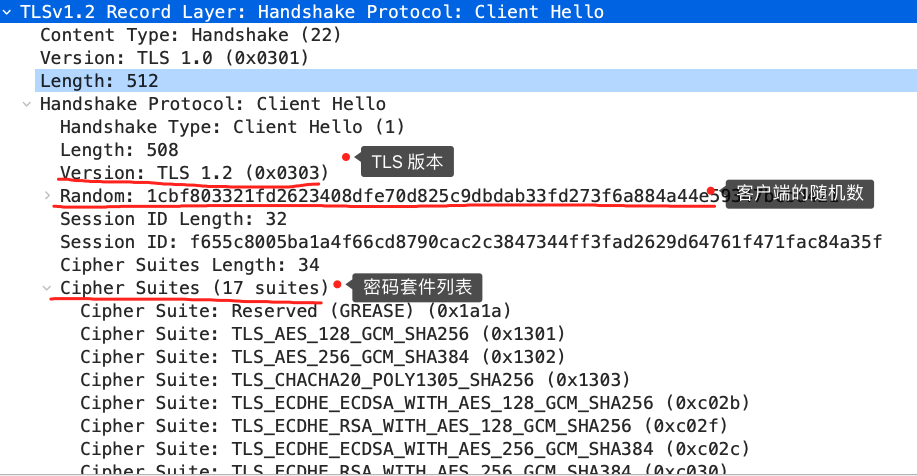 TLSv1.2 Record Layer: Handshake Protocol: Client Hello
Content Type: Handshake (22)
Version: TLS 1.0 (0x0301)
Length: 512
Handshake Protocol: Client Hello
Handshake Type: Client Hello (1)
Length: 508
Version: TLS 1.2 (0x0303)
TLS 版本
Random: 1cbf803321fd2623408dfe70d825c9dbdab33fd273f6a884a44e593
客户端的随机数
Session ID Length: 32
Session ID: f655c8005ba1a4f66cd8790cac2c3847344ff3fad2629d64761f471fac84a35f
Cipher Suites Length: 34
Cipher Suites (17 suites)
密码套件列表
Cipher Suite: Reserved (GREASE) (0x1a1a)
Cipher Suite: TLS_AES_128_GCM_SHA256 (0x1301)
Cipher Suite: TLS_AES_256_GCM_SHA384 (0x1302)
Cipher Suite: TLS_CHACHA20_POLY1305_SHA256 (0x1303)
Cipher Suite: TLS_ECDHE_ECDSA_WITH_AES_128_GCM_SHA256 (0xc02b)
Cipher Suite: TLS_ECDHE_RSA_WITH_AES_128_GCM_SHA256 (0xc02f)
Cipher Suite: TLS_ECDHE_ECDSA_WITH_AES_256_GCM_SHA384 (0xc02c)
Cipher Suite: TLS_ECDHE_RSA_WITH_AES_256_GCM_SHA384 (0xc030)